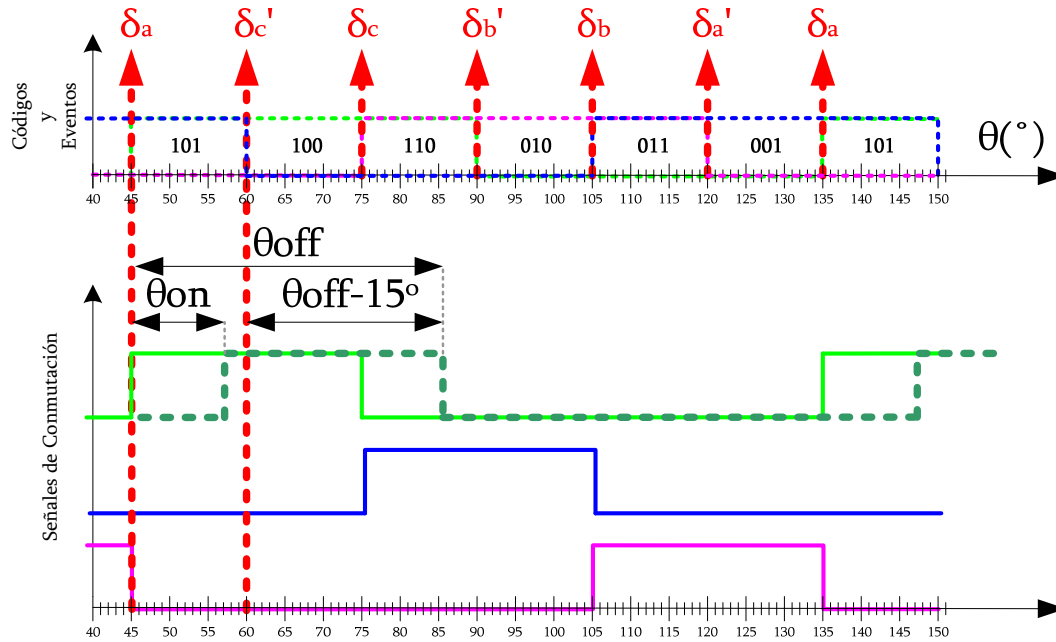 δa δc' δc δb' δb δa' δa
Códigos
y
Eventos
101 100 110 010 011 001 101
θ(°)
40 45 50 55 60 65 70 75 80 85 90 95 100 105 110 115 120 125 130 135 140 145 150
θoff
θon θoff-15º
Señales de Conmutación
40 45 50 55 60 65 70 75 80 85 90 95 100 105 110 115 120 125 130 135 140 145 150